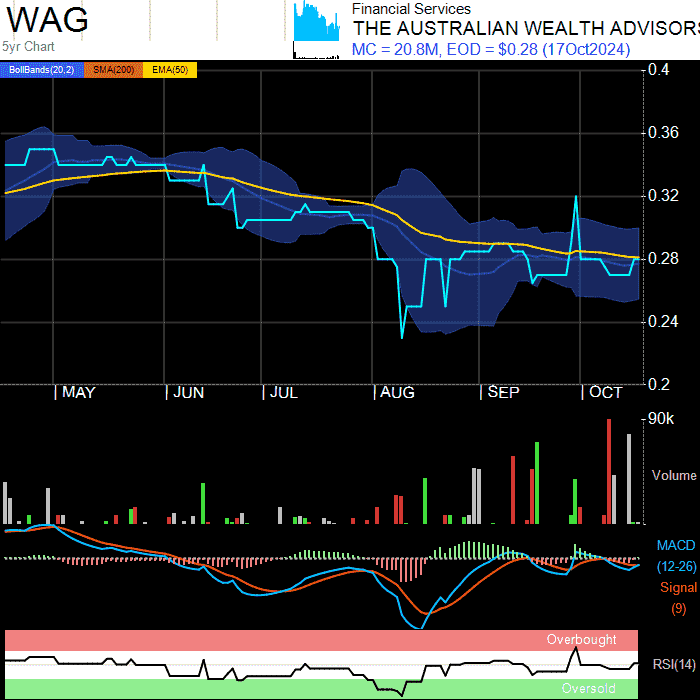 WAG
5yr Chart
Financial Services
THE AUSTRALIAN WEALTH ADVISORS
MC = 20.8M, EOD = $0.28 (17Oct2024)
BollBands(20,2) SMA(200) EMA(50)
0.4
0.36
0.32
0.28
0.24
0.2
MAY JUN JUL AUG SEP OCT
90k
Volume
MACD
(12-26)
Signal
(9)
Overbought
RSI(14)
Oversold